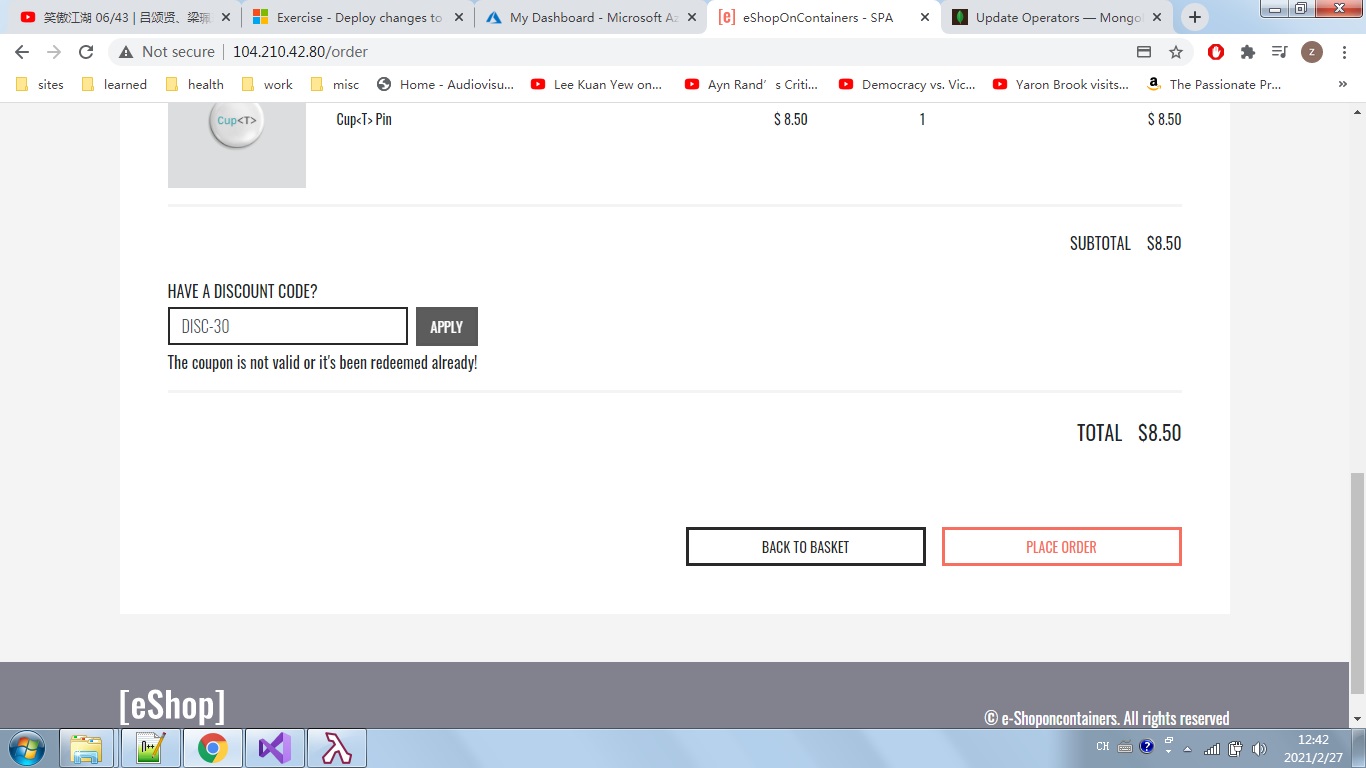 笑傲江湖 06/43 | 吕颂贤、梁
Exercise - Deploy changes to
My Dashboard - Microsoft Az
[e] eShopOnContainers - SPA
Update Operators — Mongo
Not secure | 104.210.42.80/order
z
sites learned health work misc Home - Audiovisu... Lee Kuan Yew on... Ayn Rand's Criti... Democracy vs. Vic... Yaron Brook visits... The Passionate Pr... »
Cup<T>
Cup<T> Pin $ 8.50 1 $ 8.50
SUBTOTAL $8.50
HAVE A DISCOUNT CODE?
DISC-30 APPLY
The coupon is not valid or it's been redeemed already!
TOTAL $8.50
BACK TO BASKET PLACE ORDER
[eShop]
© e-Shoponcontainers. All rights reserved
CH
12:42
2021/2/27